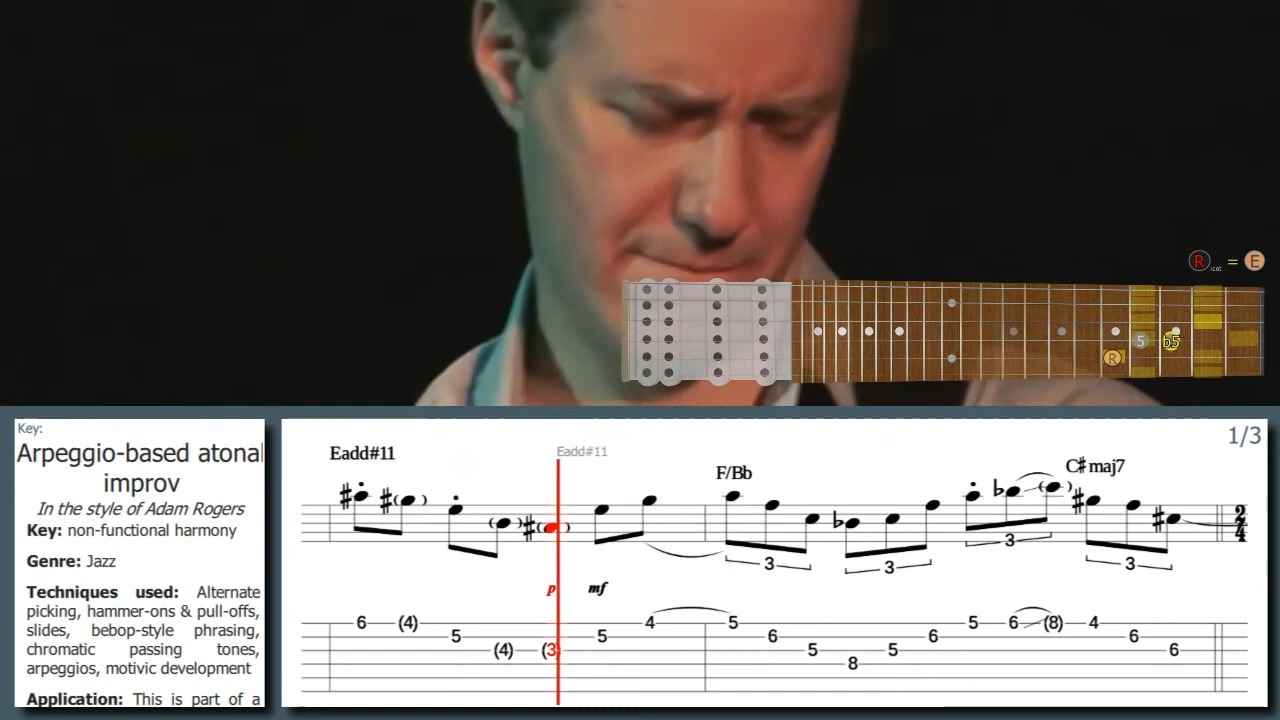 R oot = E
5
b5
R
Key:
Arpeggio-based atonal
improv
In the style of Adam Rogers
Key: non-functional harmony
Genre: Jazz
Techniques used: Alternate
picking, hammer-ons & pull-offs,
slides, bebop-style phrasing,
chromatic passing tones,
arpeggios, motivic development
Application: This is part of a
1/3
Eadd#11 Eadd#11 F/Bb C#maj7
2
4
3 3 3 3
p mf
6 (4) 5 (4) (3) 5 4 5 6 5 8 5 6 5 6 (8) 4 6 6